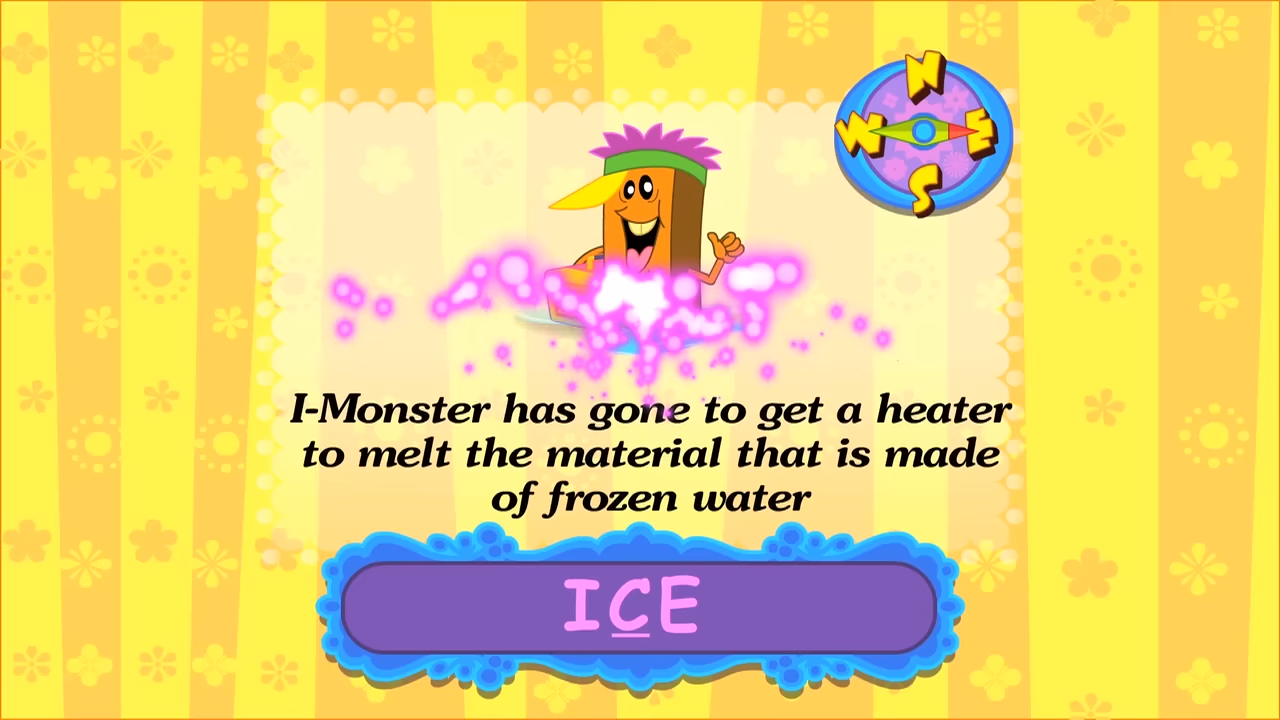 N
W E
S
I-Monster has gone to get a heater
to melt the material that is made
of frozen water
ICE